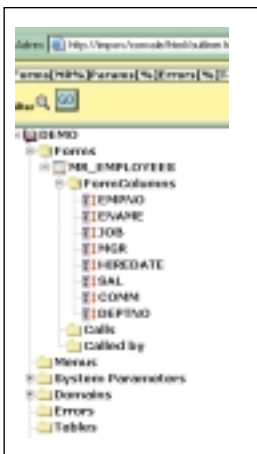 GO
DEMO
Forms
MR_EMPLOYEES
FormColumns
EMPNO
ENAME
JOB
MGR
HIREDATE
SAL
COMM
DEPTNO
Calls
Called by
Menus
System Parameters
Domains
Errors
Tables